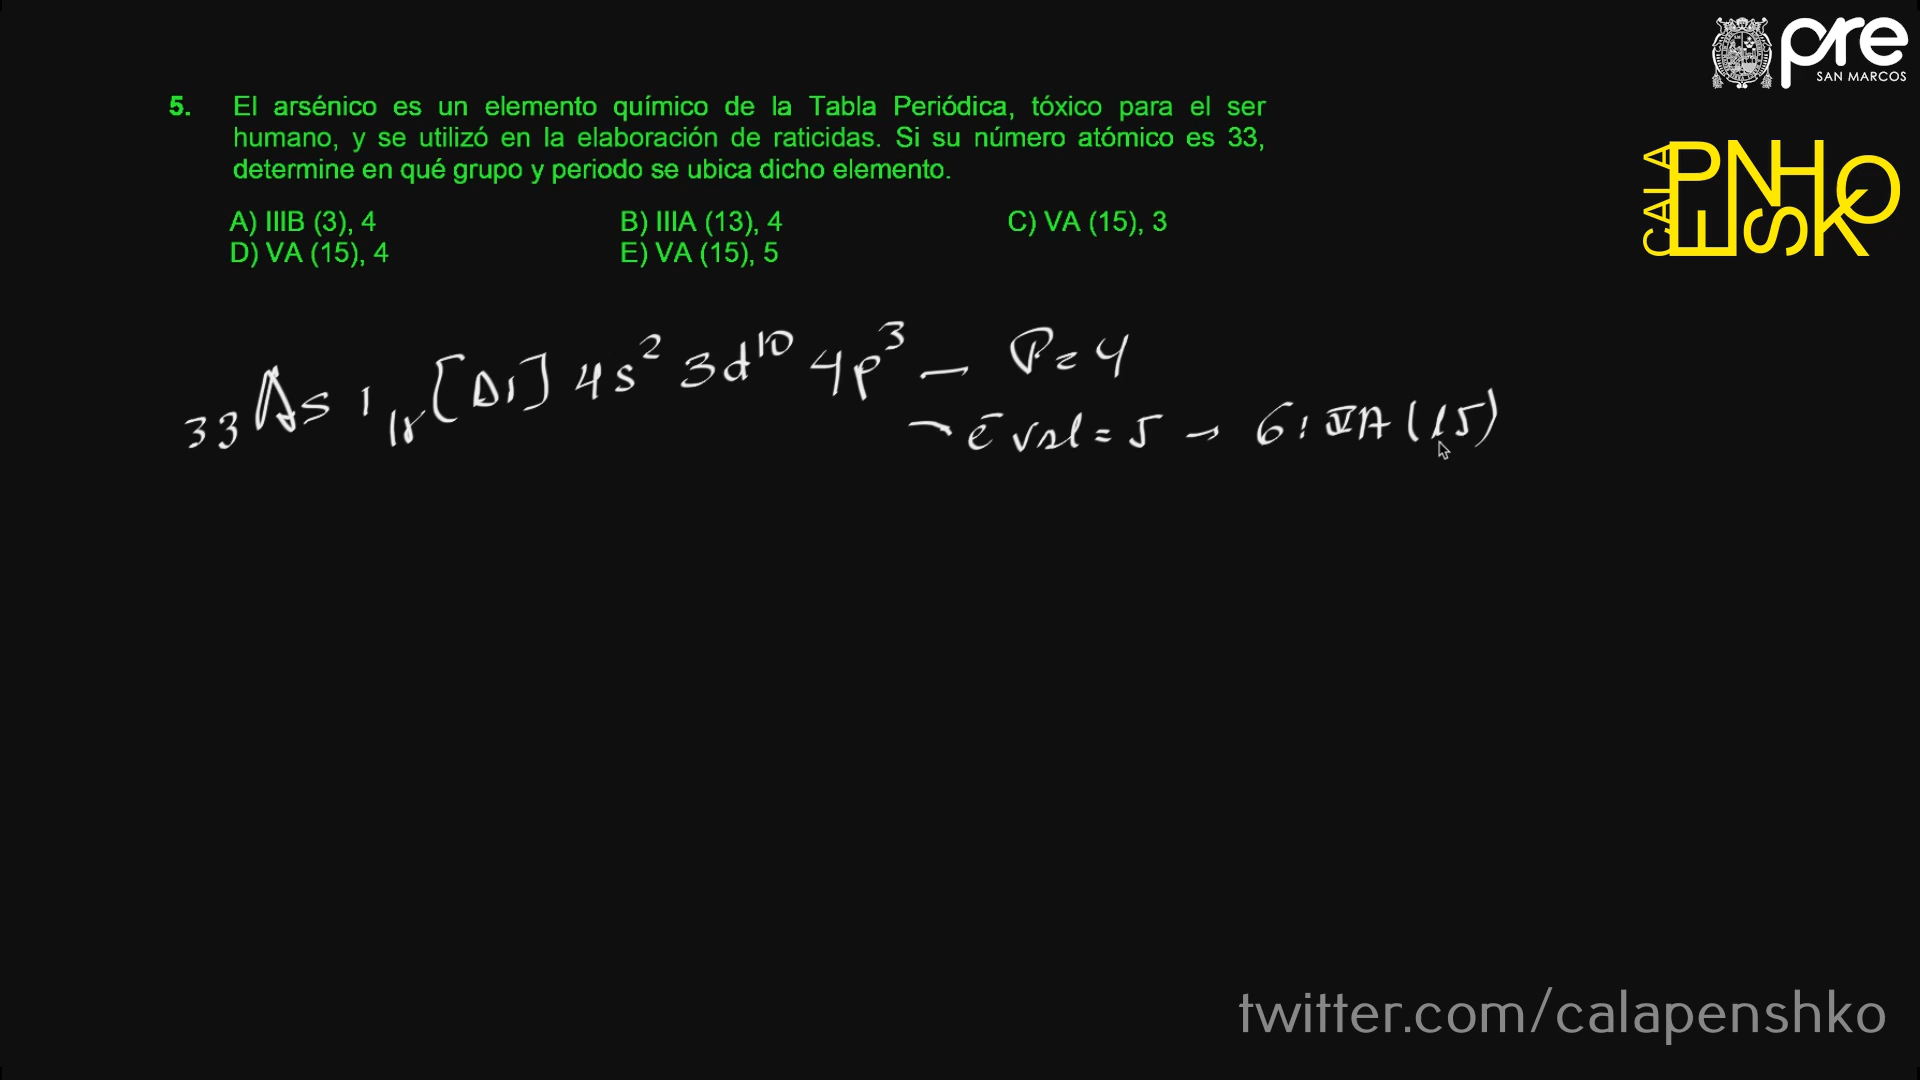 pre
SAN MARCOS
CALA
PENSHKO
5. El arsénico es un elemento químico de la Tabla Periódica, tóxico para el ser
humano, y se utilizó en la elaboración de raticidas. Si su número atómico es 33,
determine en qué grupo y periodo se ubica dicho elemento.
A) IIIB (3), 4 B) IIIA (13), 4 C) VA (15), 3
D) VA (15), 4 E) VA (15), 5
33 As : 18 [Ar] 4s² 3d¹⁰ 4p³ — P = 4
→ e⁻ val = 5 → G: VA (15)
twitter.com/calapenshko